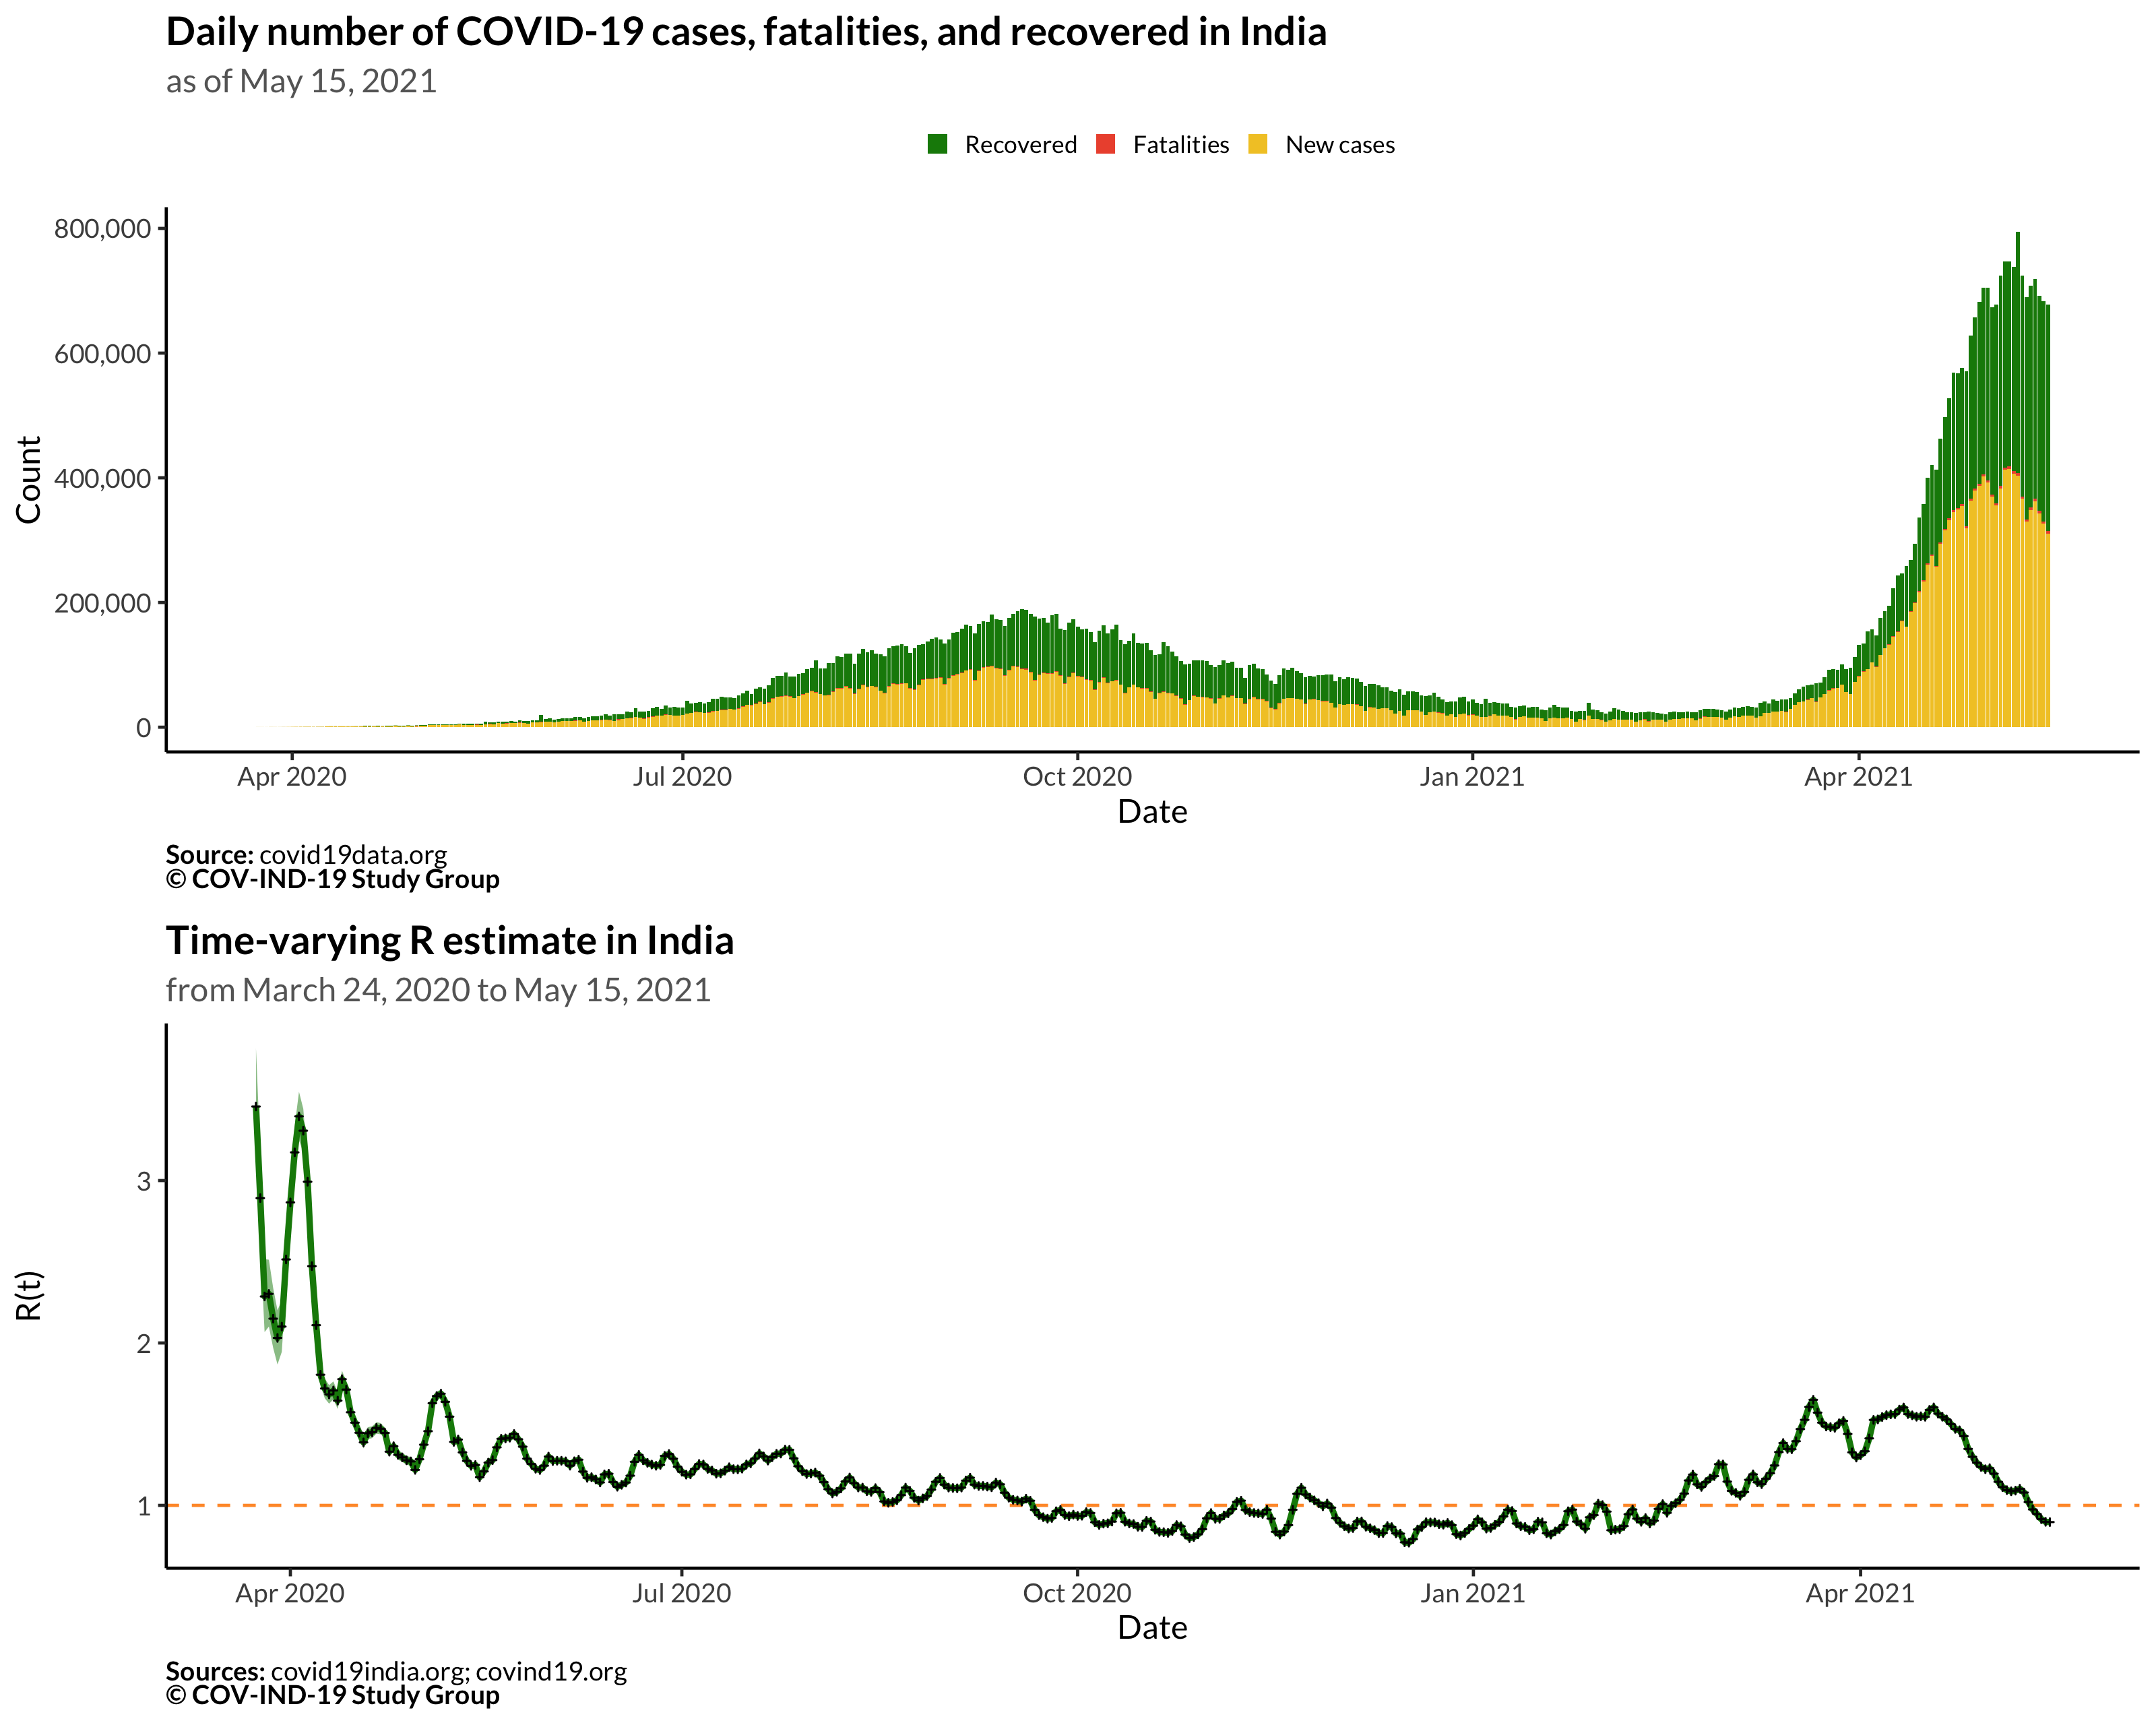 Daily number of COVID-19 cases, fatalities, and recovered in India
as of May 15, 2021
Recovered Fatalities New cases
800,000
600,000
400,000
200,000
0
Count
Apr 2020 Jul 2020 Oct 2020 Jan 2021 Apr 2021
Date
Source: covid19data.org
© COV-IND-19 Study Group
Time-varying R estimate in India
from March 24, 2020 to May 15, 2021
3
2
1
R(t)
Apr 2020 Jul 2020 Oct 2020 Jan 2021 Apr 2021
Date
Sources: covid19india.org; covind19.org
© COV-IND-19 Study Group